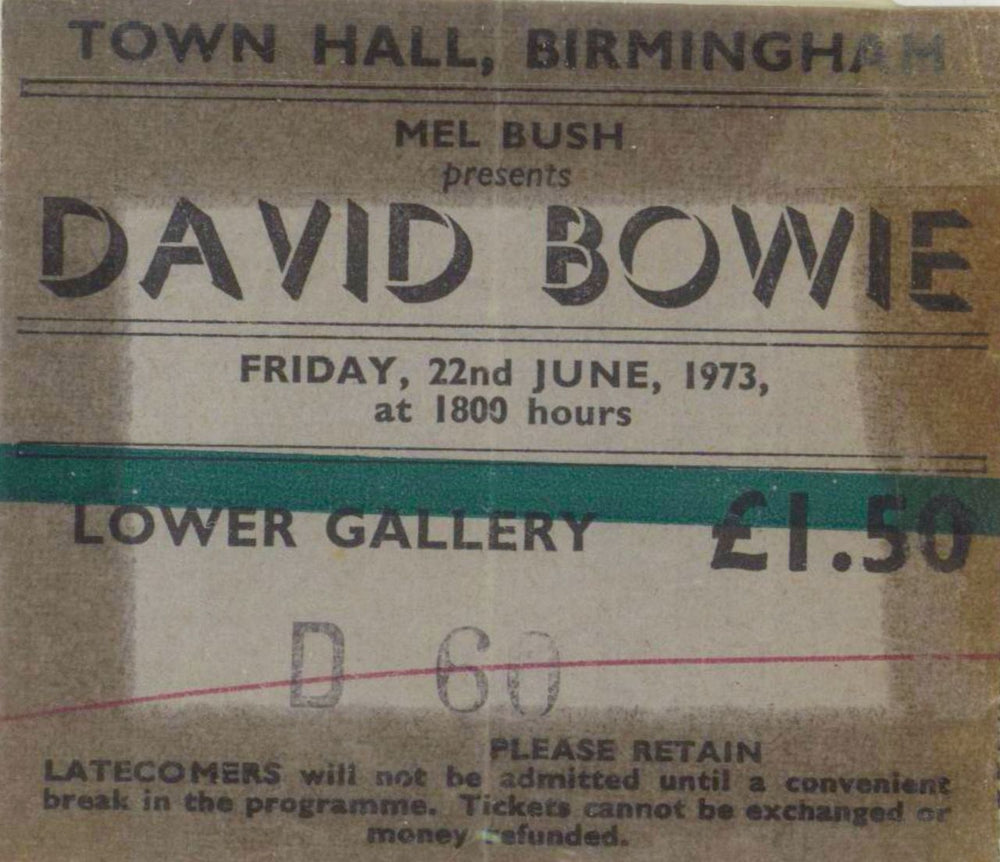 TOWN HALL, BIRMINGHAM
MEL BUSH
presents
DAVID BOWIE
FRIDAY, 22nd JUNE, 1973,
at 1800 hours
LOWER GALLERY £1.50
D 60
PLEASE RETAIN
LATECOMERS will not be admitted until a convenient
break in the programme. Tickets cannot be exchanged or
money refunded.